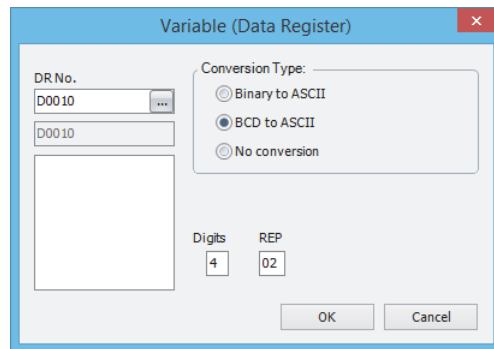 Variable (Data Register)
DR No.
D0010
...
D0010
Conversion Type:
Binary to ASCII
BCD to ASCII
No conversion
Digits REP
4 02
OK Cancel